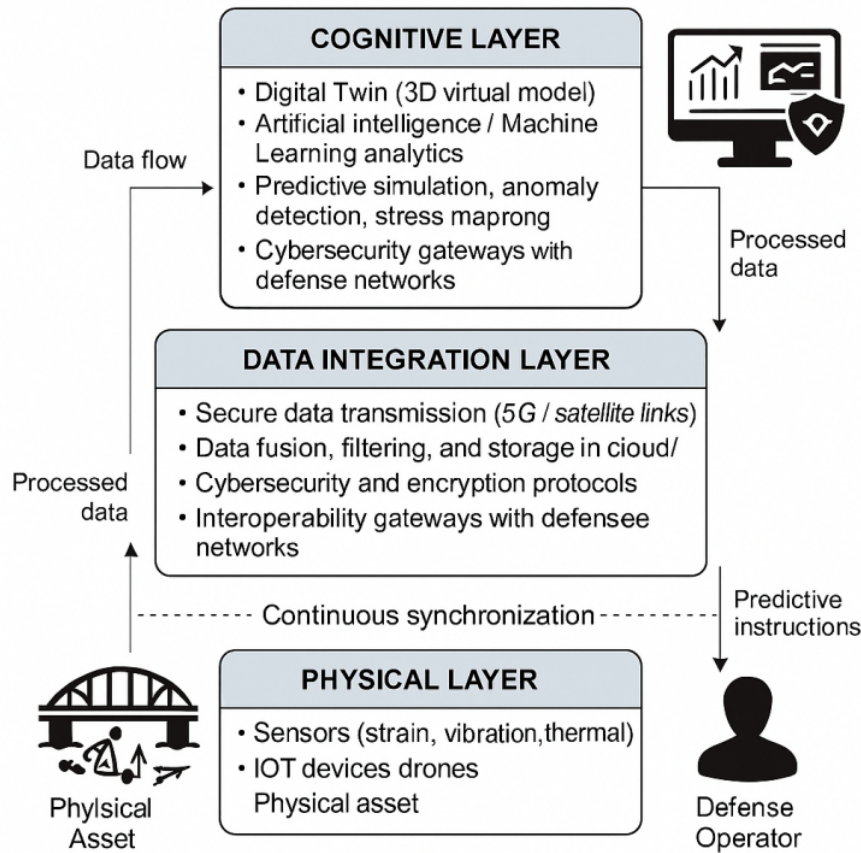 COGNITIVE LAYER
• Digital Twin (3D virtual model)
• Artificial intelligence / Machine
Learning analytics
• Predictive simulation, anomaly
detection, stress maprong
• Cybersecurity gateways with
defense networks
Data flow
Processed
data
DATA INTEGRATION LAYER
• Secure data transmission (5G / satellite links)
• Data fusion, filtering, and storage in cloud/
• Cybersecurity and encryption protocols
• Interoperability gateways with defensee
networks
Processed
data
Continuous synchronization
Predictive
instructions
PHYSICAL LAYER
• Sensors (strain, vibration,thermal)
• IOT devices drones
Physical asset
Phylsical
Asset
Defense
Operator